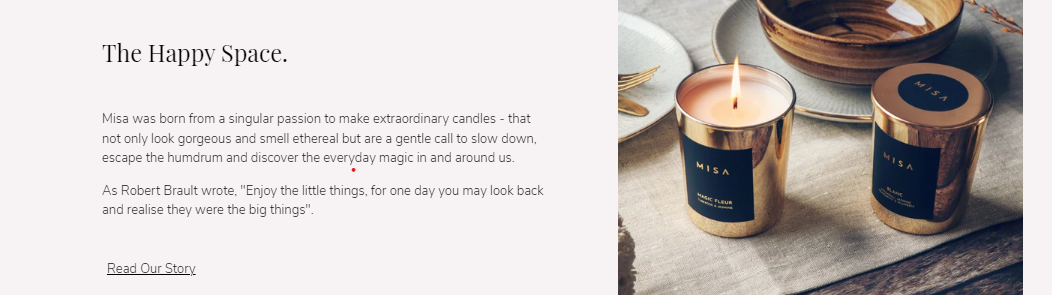 The Happy Space.
Misa was born from a singular passion to make extraordinary candles - that
not only look gorgeous and smell ethereal but are a gentle call to slow down,
escape the humdrum and discover the everyday magic in and around us.
As Robert Brault wrote, "Enjoy the little things, for one day you may look back
and realise they were the big things".
Read Our Story
MISA
MAGIC FLEUR
MISA
MISA